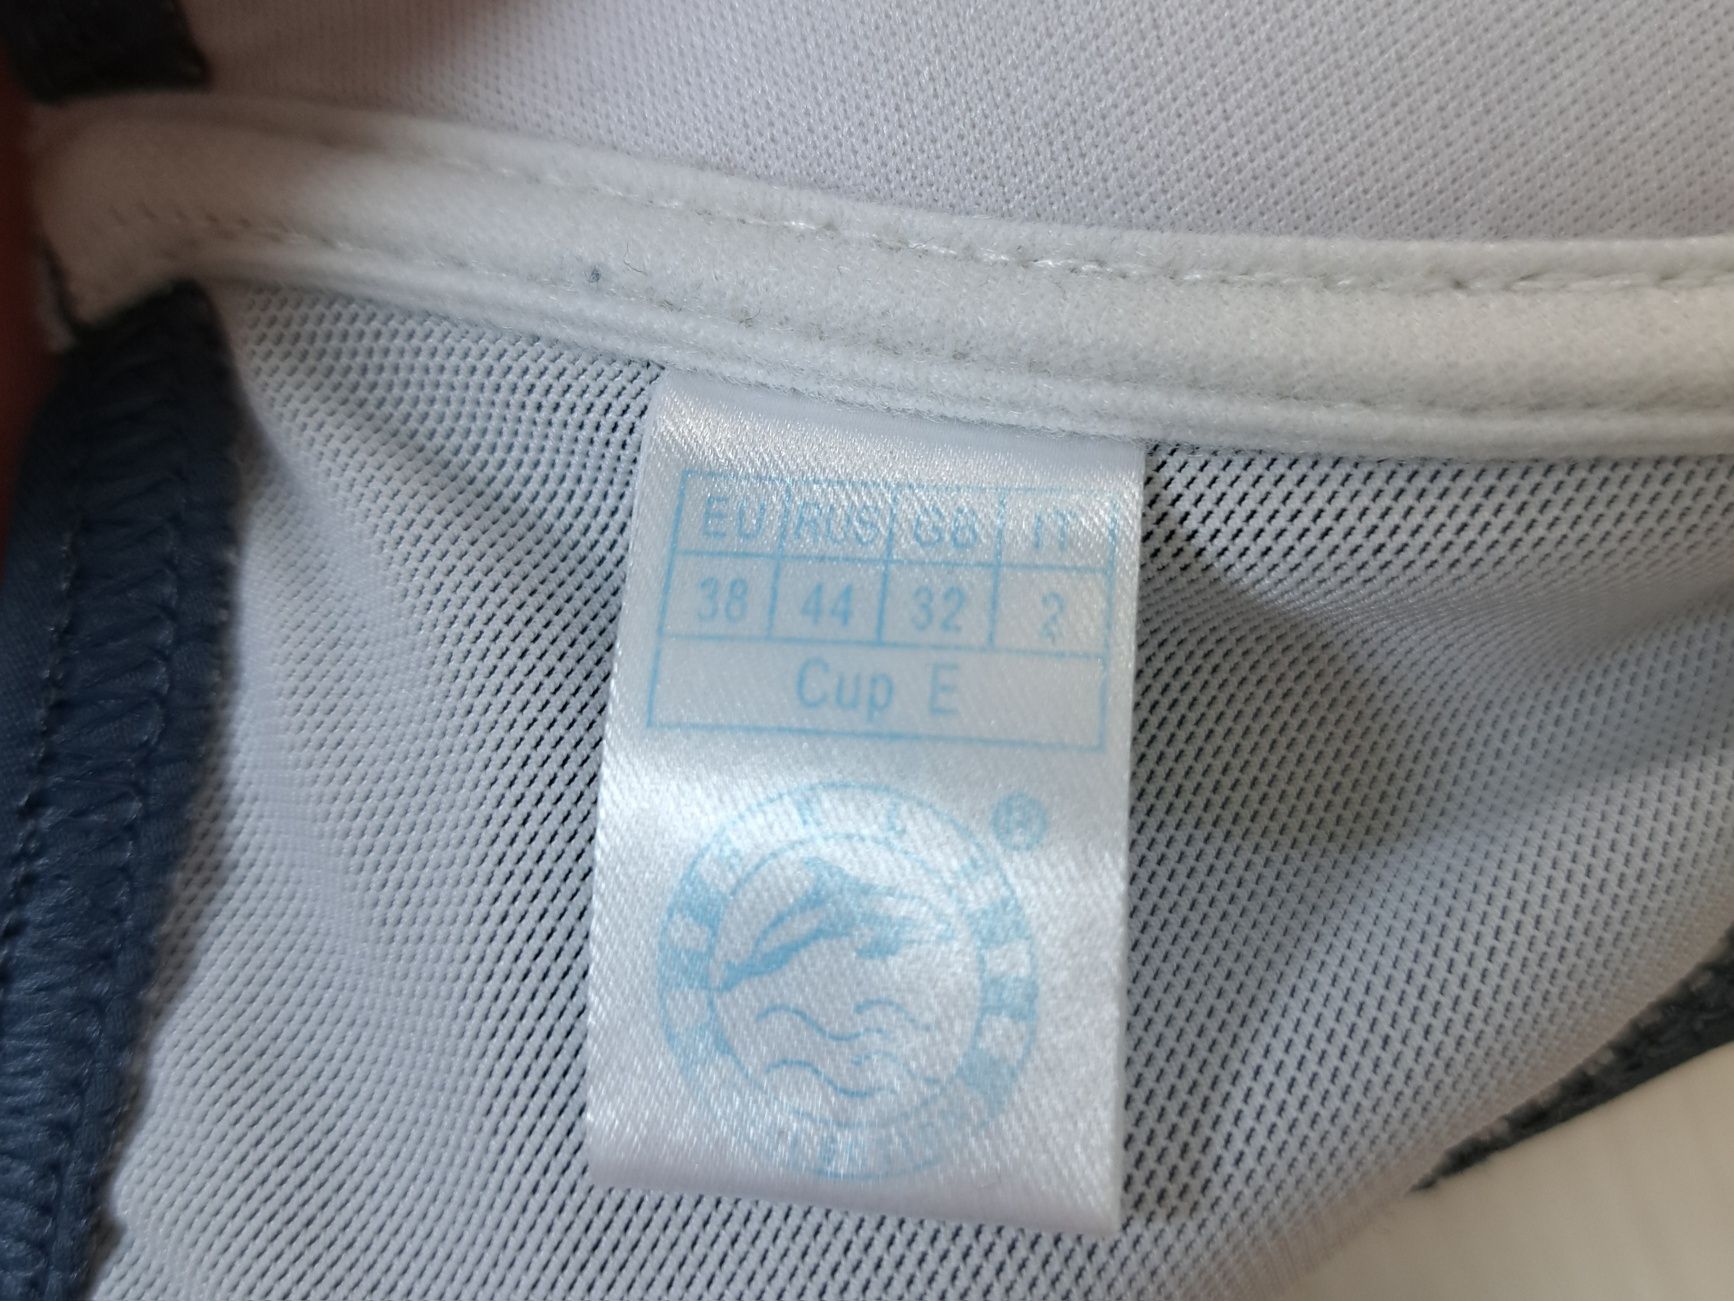 EU RUS GB IT
38 44 32 2
Cup E
®